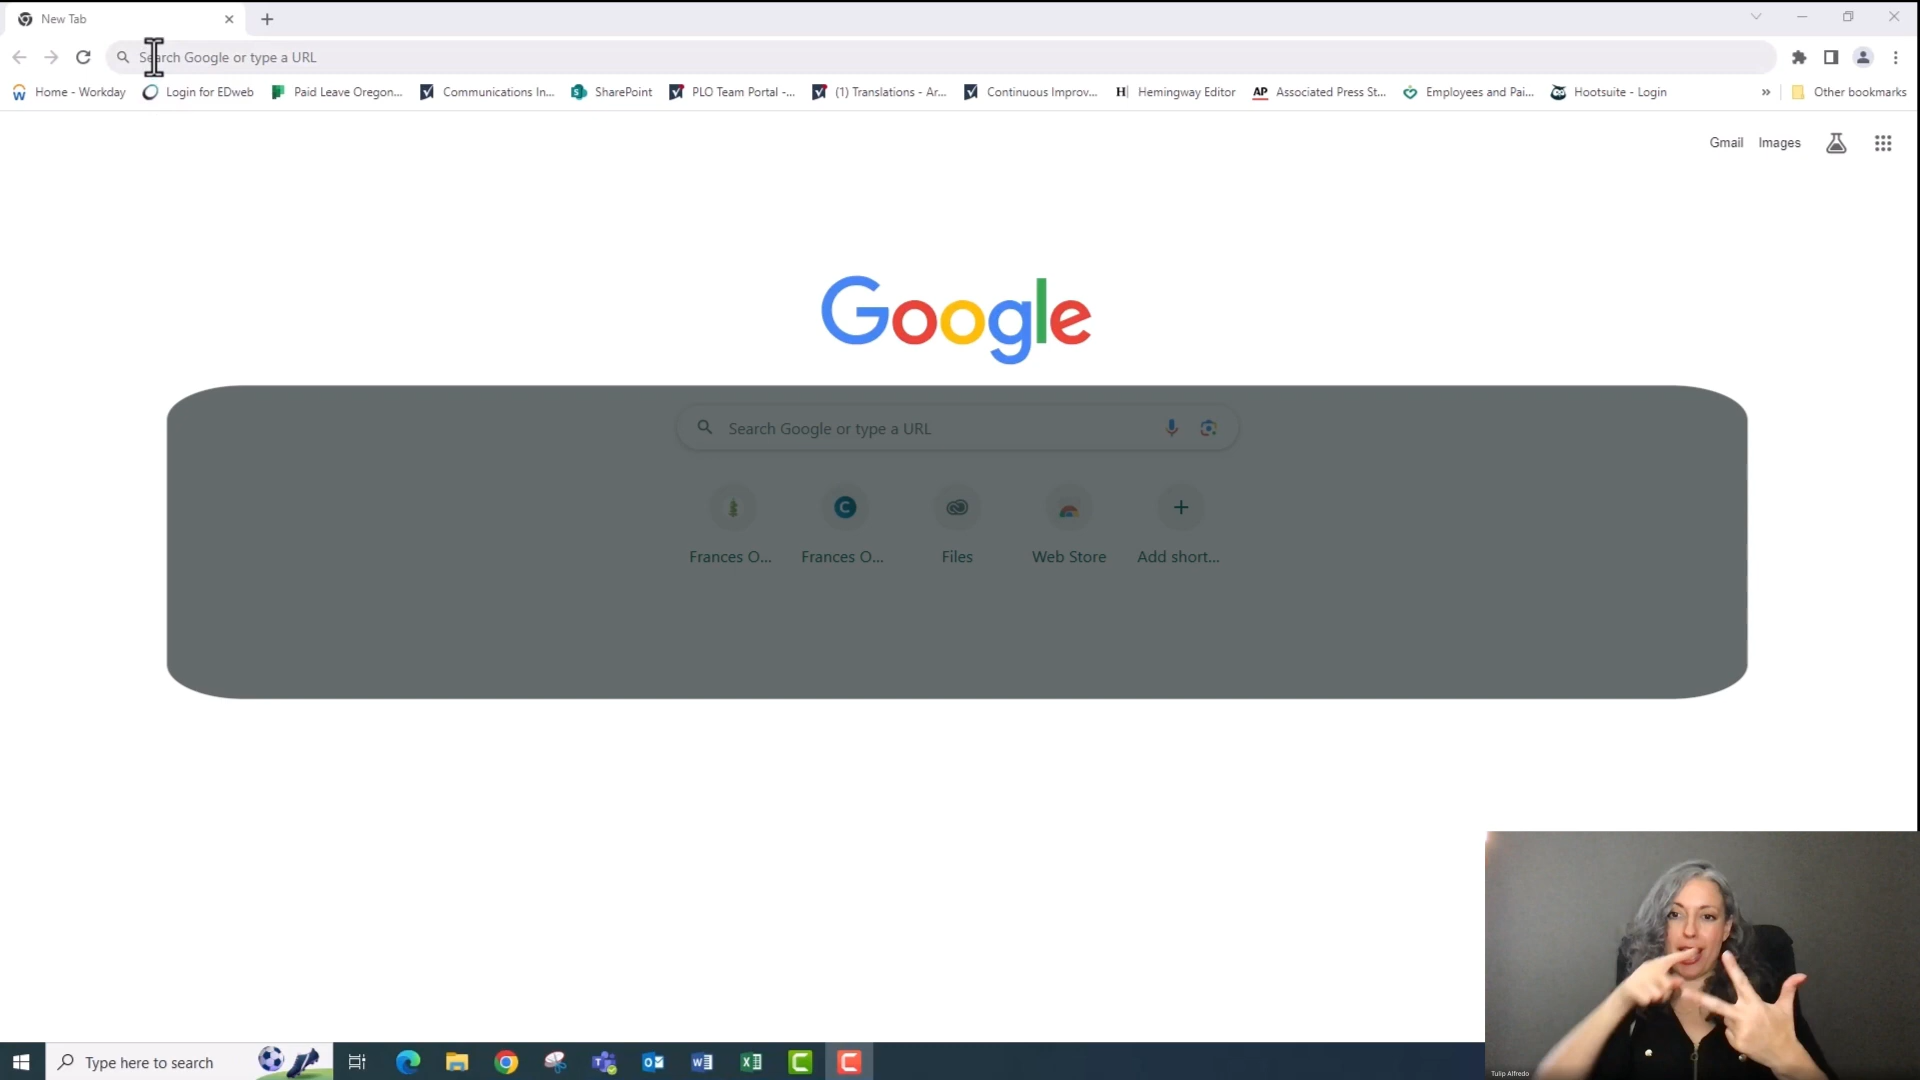 New Tab
Search Google or type a URL
Home - Workday
Login for EDweb
Paid Leave Oregon...
Communications In...
SharePoint
PLO Team Portal -...
(1) Translations - Ar...
Continuous Improv...
Hemingway Editor
AP Associated Press St...
Employees and Pai...
Hootsuite - Login
Other bookmarks
Gmail Images
Google
Search Google or type a URL
Frances O...
Frances O...
Files
Web Store
Add short...
Type here to search
Tulip Alfredo